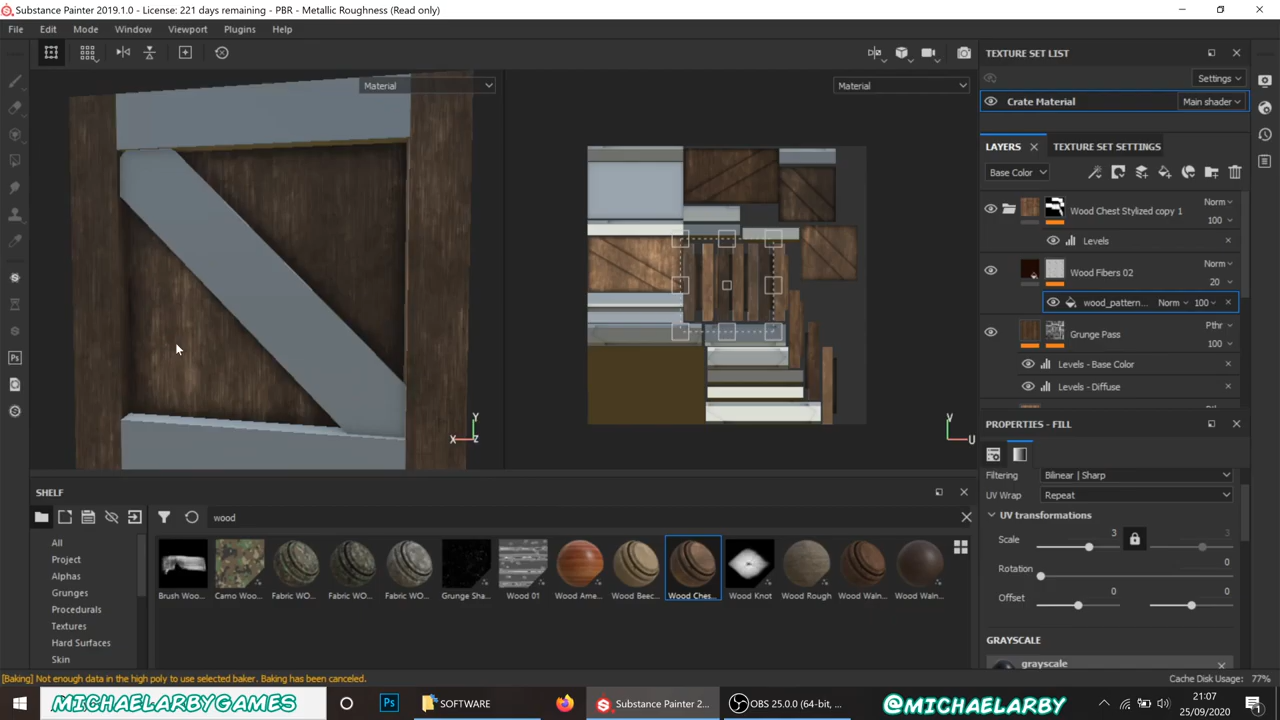 Substance Painter 2019.1.0 - License: 221 days remaining - PBR - Metallic Roughness (Read only)
File Edit Mode Window Viewport Plugins Help
Material
Material
X Z Y
V U
TEXTURE SET LIST
Settings
Crate Material Main shader
LAYERS TEXTURE SET SETTINGS
Base Color
Wood Chest Stylized copy 1 Norm 100
Levels
Wood Fibers 02 Norm 20
wood_pattern... Norm 100
Grunge Pass Pthr 100
Levels - Base Color
Levels - Diffuse
PROPERTIES - FILL
Filtering Bilinear | Sharp
UV Wrap Repeat
UV transformations
Scale 3 3
Rotation 0
Offset 0 0
GRAYSCALE
grayscale
SHELF
wood
All
Project
Alphas
Grunges
Procedurals
Textures
Hard Surfaces
Skin
Brush Woo... Camo Woo... Fabric WO... Fabric WO... Fabric WO... Grunge Sha... Wood 01 Wood Ame... Wood Beec... Wood Ches... Wood Knot Wood Rough Wood Waln... Wood Waln...
[Baking] Not enough data in the high poly to use selected baker. Baking has been canceled.
Cache Disk Usage: 77%
MICHAELARBYGAMES
Ps
SOFTWARE
Substance Painter 2...
OBS 25.0.0 (64-bit, ...
@MICHAELARBY
21:07
25/09/2020
1